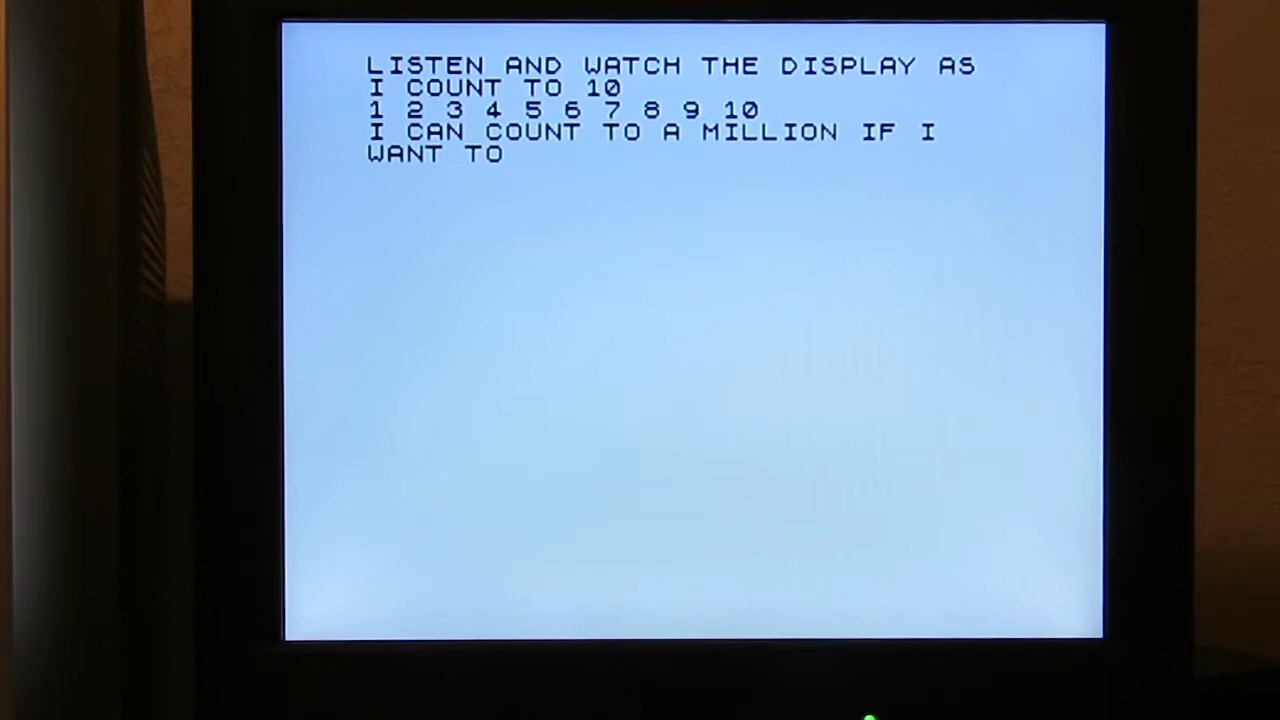 LISTEN AND WATCH THE DISPLAY AS
I COUNT TO 10
1 2 3 4 5 6 7 8 9 10
I CAN COUNT TO A MILLION IF I
WANT TO